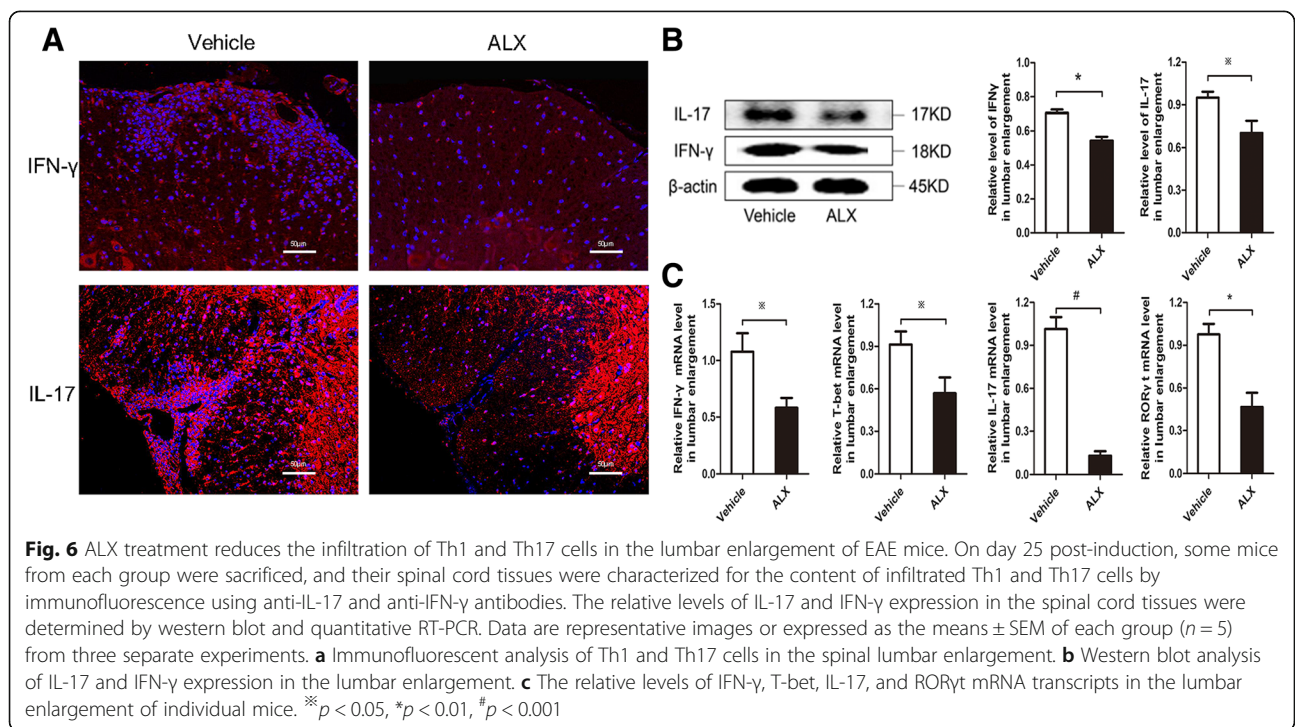 A
Vehicle
ALX
IFN-γ
50μm
50μm
IL-17
50μm
50μm
B
IL-17
17KD
IFN-γ
18KD
β-actin
45KD
Vehicle
ALX
Relative level of IFNγ
in lumbar enlargement
0.8
0.6
0.4
0.2
0.0
*
Vehicle
ALX
Relative level of IL-17
in lumbar enlargement
1.2
0.9
0.6
0.3
0.0
※
Vehicle
ALX
C
Relative IFN-γ mRNA level
in lumbar enlargement
1.5
1.0
0.5
0.0
※
Vehicle
ALX
Relative T-bet mRNA level
in lumbar enlargement
1.2
0.9
0.6
0.3
0.0
※
Vehicle
ALX
Relative IL-17 mRNA level
in lumbar enlargement
1.2
0.9
0.6
0.3
0.0
#
Vehicle
ALX
Relative RORγ t mRNA level
in lumbar enlargement
1.2
0.9
0.6
0.3
0.0
*
Vehicle
ALX
Fig. 6 ALX treatment reduces the infiltration of Th1 and Th17 cells in the lumbar enlargement of EAE mice. On day 25 post-induction, some mice
from each group were sacrificed, and their spinal cord tissues were characterized for the content of infiltrated Th1 and Th17 cells by
immunofluorescence using anti-IL-17 and anti-IFN-γ antibodies. The relative levels of IL-17 and IFN-γ expression in the spinal cord tissues were
determined by western blot and quantitative RT-PCR. Data are representative images or expressed as the means ± SEM of each group (n = 5)
from three separate experiments. a Immunofluorescent analysis of Th1 and Th17 cells in the spinal lumbar enlargement. b Western blot analysis
of IL-17 and IFN-γ expression in the lumbar enlargement. c The relative levels of IFN-γ, T-bet, IL-17, and RORγt mRNA transcripts in the lumbar
enlargement of individual mice. ※p < 0.05, *p < 0.01, #p < 0.001